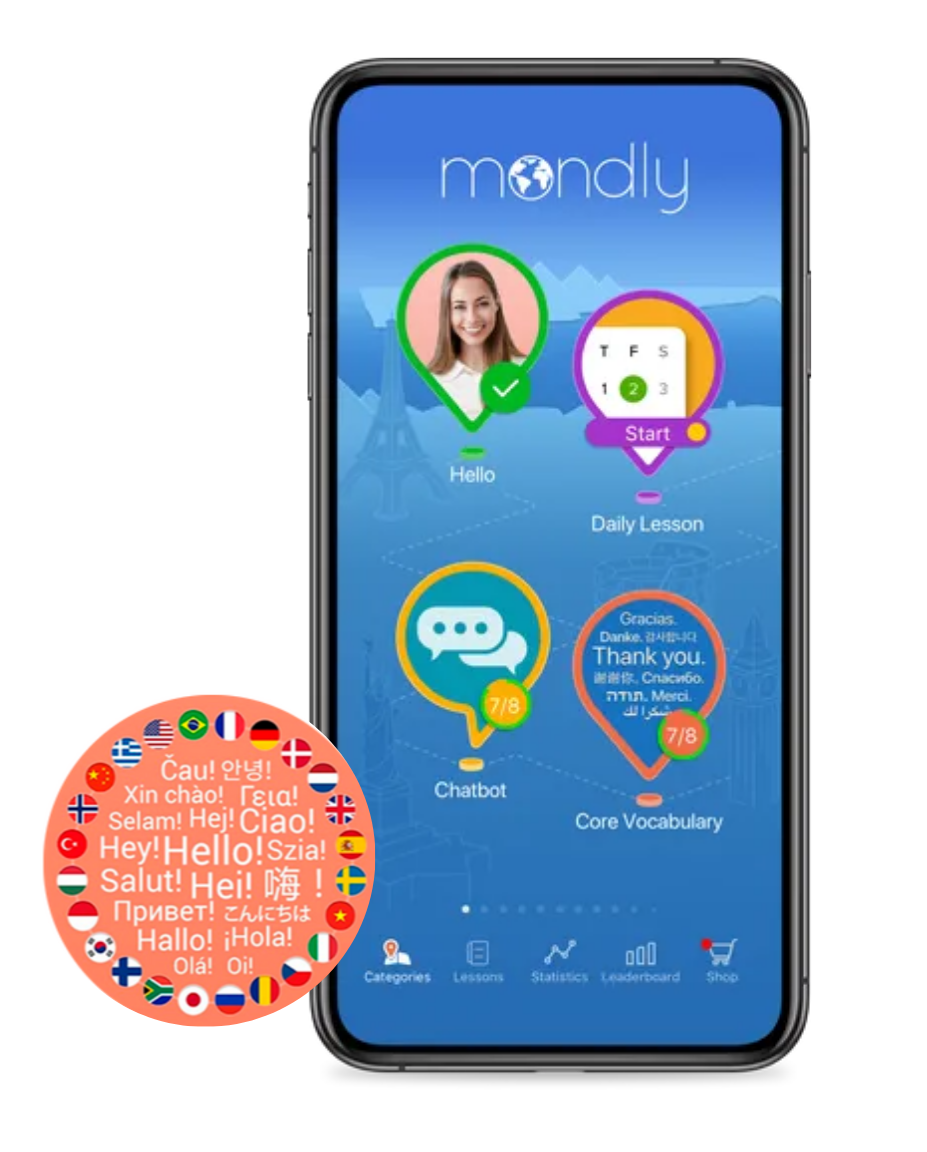 mondly
T F S
1 2 3
Start
Hello
Daily Lesson
7/8
Chatbot
Gracias.
Danke. 감사합니다
Thank you.
谢谢你. Спасибо.
תודה. Merci.
شكرا لك
7/8
Core Vocabulary
Categories Lessons Statistics Leaderboard Shop
Čau! 안녕!
Xin chào! Γεια!
Selam! Hej! Ciao!
Hey! Hello! Szia!
Salut! Hei! 嗨!
Привет! こんにちは
Hallo! ¡Hola!
Olá! Oi!